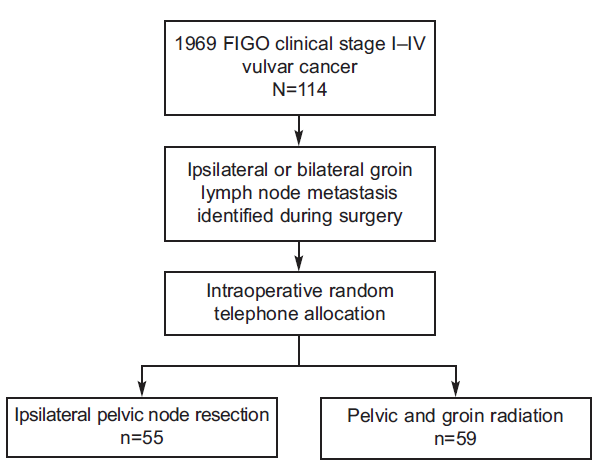 1969 FIGO clinical stage I–IV
vulvar cancer
N=114
Ipsilateral or bilateral groin
lymph node metastasis
identified during surgery
Intraoperative random
telephone allocation
Ipsilateral pelvic node resection
n=55
Pelvic and groin radiation
n=59